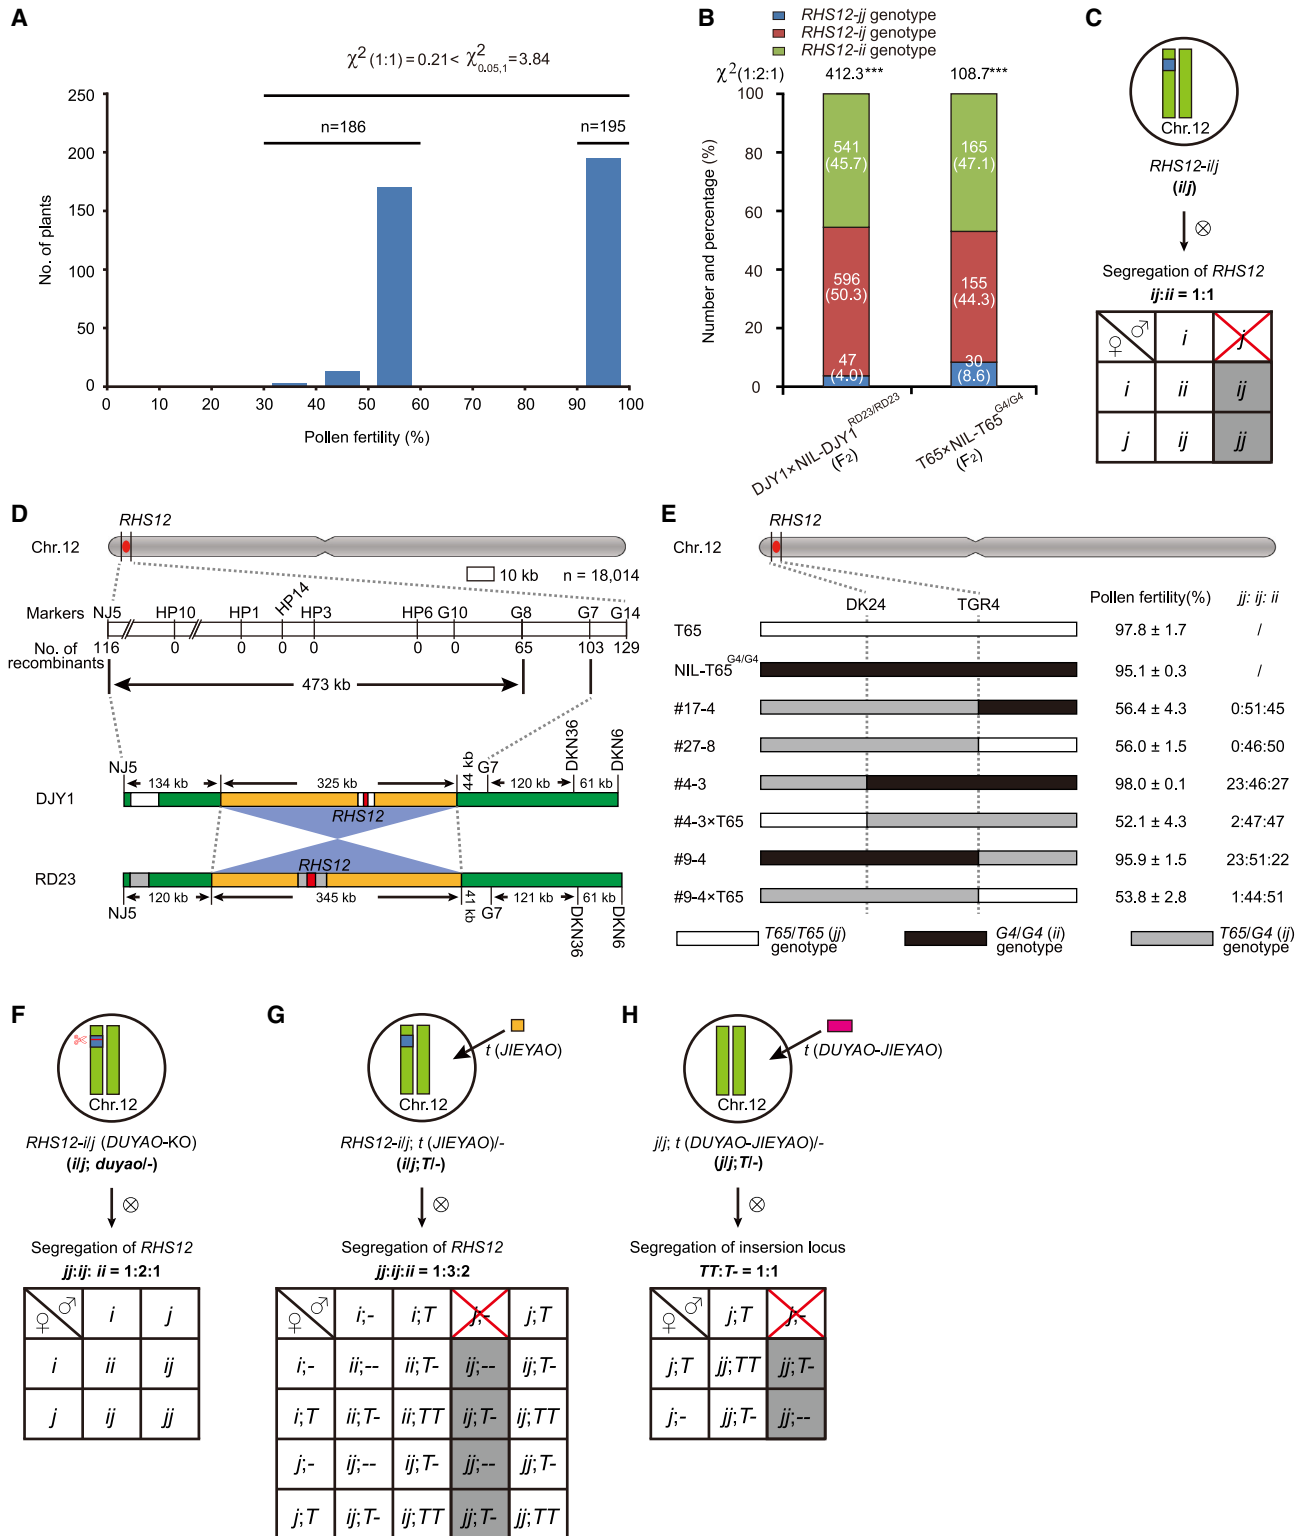 A
χ² (1:1) = 0.21 < χ²0.05,1 = 3.84
No. of plants
250
200
150
100
50
0
n=186
n=195
0 10 20 30 40 50 60 70 80 90 100
Pollen fertility (%)
B
RHS12-jj genotype
RHS12-ij genotype
RHS12-ii genotype
χ²(1:2:1) 412.3*** 108.7***
Number and percentage (%)
100
80
60
40
20
0
541
(45.7)
596
(50.3)
47
(4.0)
165
(47.1)
155
(44.3)
30
(8.6)
DJY1×NIL-DJY1RD23/RD23
(F2)
T65×NIL-T65G4/G4
(F2)
C
Chr.12
RHS12-i/j
(i/j)
⊗
Segregation of RHS12
ij:ii = 1:1
♀ ♂ i j
i ii ij
j ij jj
D
RHS12
Chr.12
10 kb n = 18,014
Markers NJ5 HP10 HP1 HP14 HP3 HP6 G10 G8 G7 G14
No. of
recombinants
116 0 0 0 0 0 0 65 103 129
473 kb
NJ5 134 kb 325 kb 44 kb G7 120 kb DKN36 61 kb DKN6
DJY1
RHS12
RHS12
RD23
NJ5 120 kb 345 kb 41 kb G7 121 kb DKN36 61 kb DKN6
E
RHS12
Chr.12
DK24 TGR4 Pollen fertility(%) jj: ij: ii
T65 97.8 ± 1.7 /
NIL-T65G4/G4 95.1 ± 0.3 /
#17-4 56.4 ± 4.3 0:51:45
#27-8 56.0 ± 1.5 0:46:50
#4-3 98.0 ± 0.1 23:46:27
#4-3×T65 52.1 ± 4.3 2:47:47
#9-4 95.9 ± 1.5 23:51:22
#9-4×T65 53.8 ± 2.8 1:44:51
T65/T65 (jj)
genotype
G4/G4 (ii)
genotype
T65/G4 (ij)
genotype
F
Chr.12
RHS12-i/j (DUYAO-KO)
(i/j; duyao/-)
⊗
Segregation of RHS12
jj:ij: ii = 1:2:1
♀ ♂ i j
i ii ij
j ij jj
G
t (JIEYAO)
Chr.12
RHS12-i/j; t (JIEYAO)/-
(i/j;T/-)
⊗
Segregation of RHS12
jj:ij:ii = 1:3:2
♀ ♂ i;- i;T j;- j;T
i;- ii;-- ii;T- ij;-- ij;T-
i;T ii;T- ii;TT ij;T- ij;TT
j;- ij;-- ij;T- jj;-- jj;T-
j;T ij;T- ij;TT jj;T- jj;TT
H
t (DUYAO-JIEYAO)
Chr.12
j/j; t (DUYAO-JIEYAO)/-
(j/j;T/-)
⊗
Segregation of insersion locus
TT:T- = 1:1
♀ ♂ j;T j;-
j;T jj;TT jj;T-
j;- jj;T- jj;--